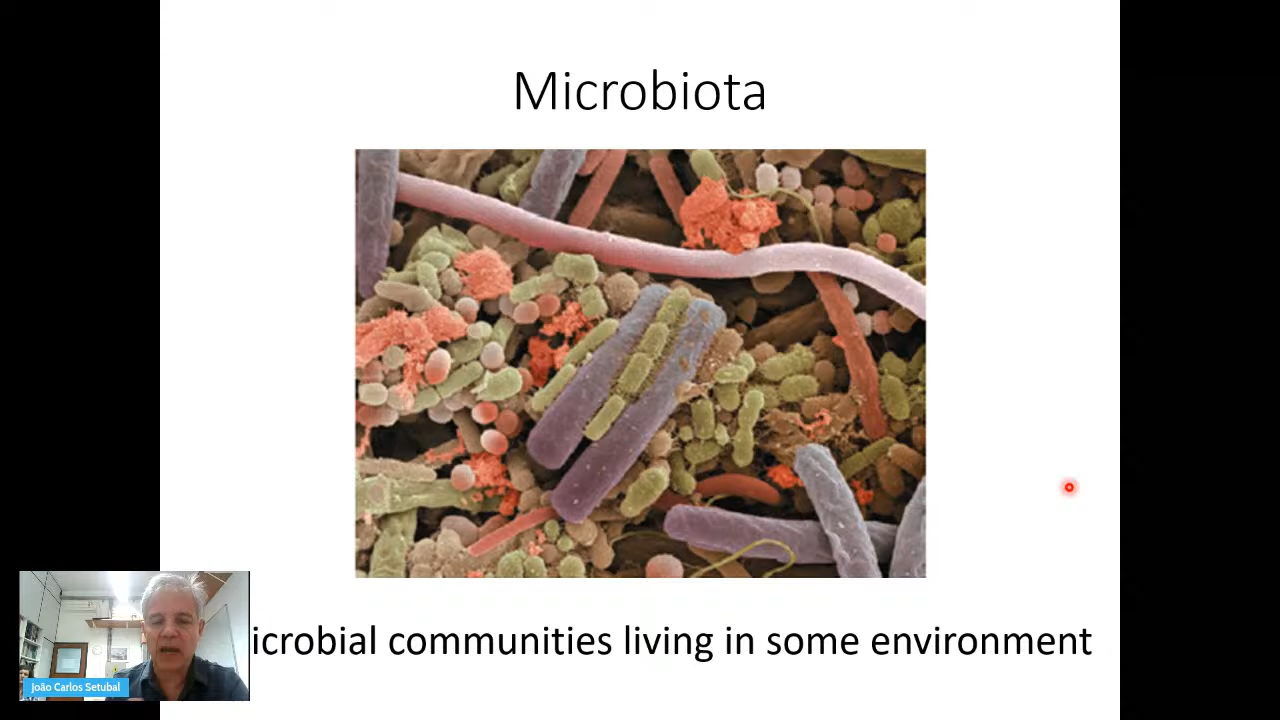 Microbiota
icrobial communities living in some environment
João Carlos Setubal